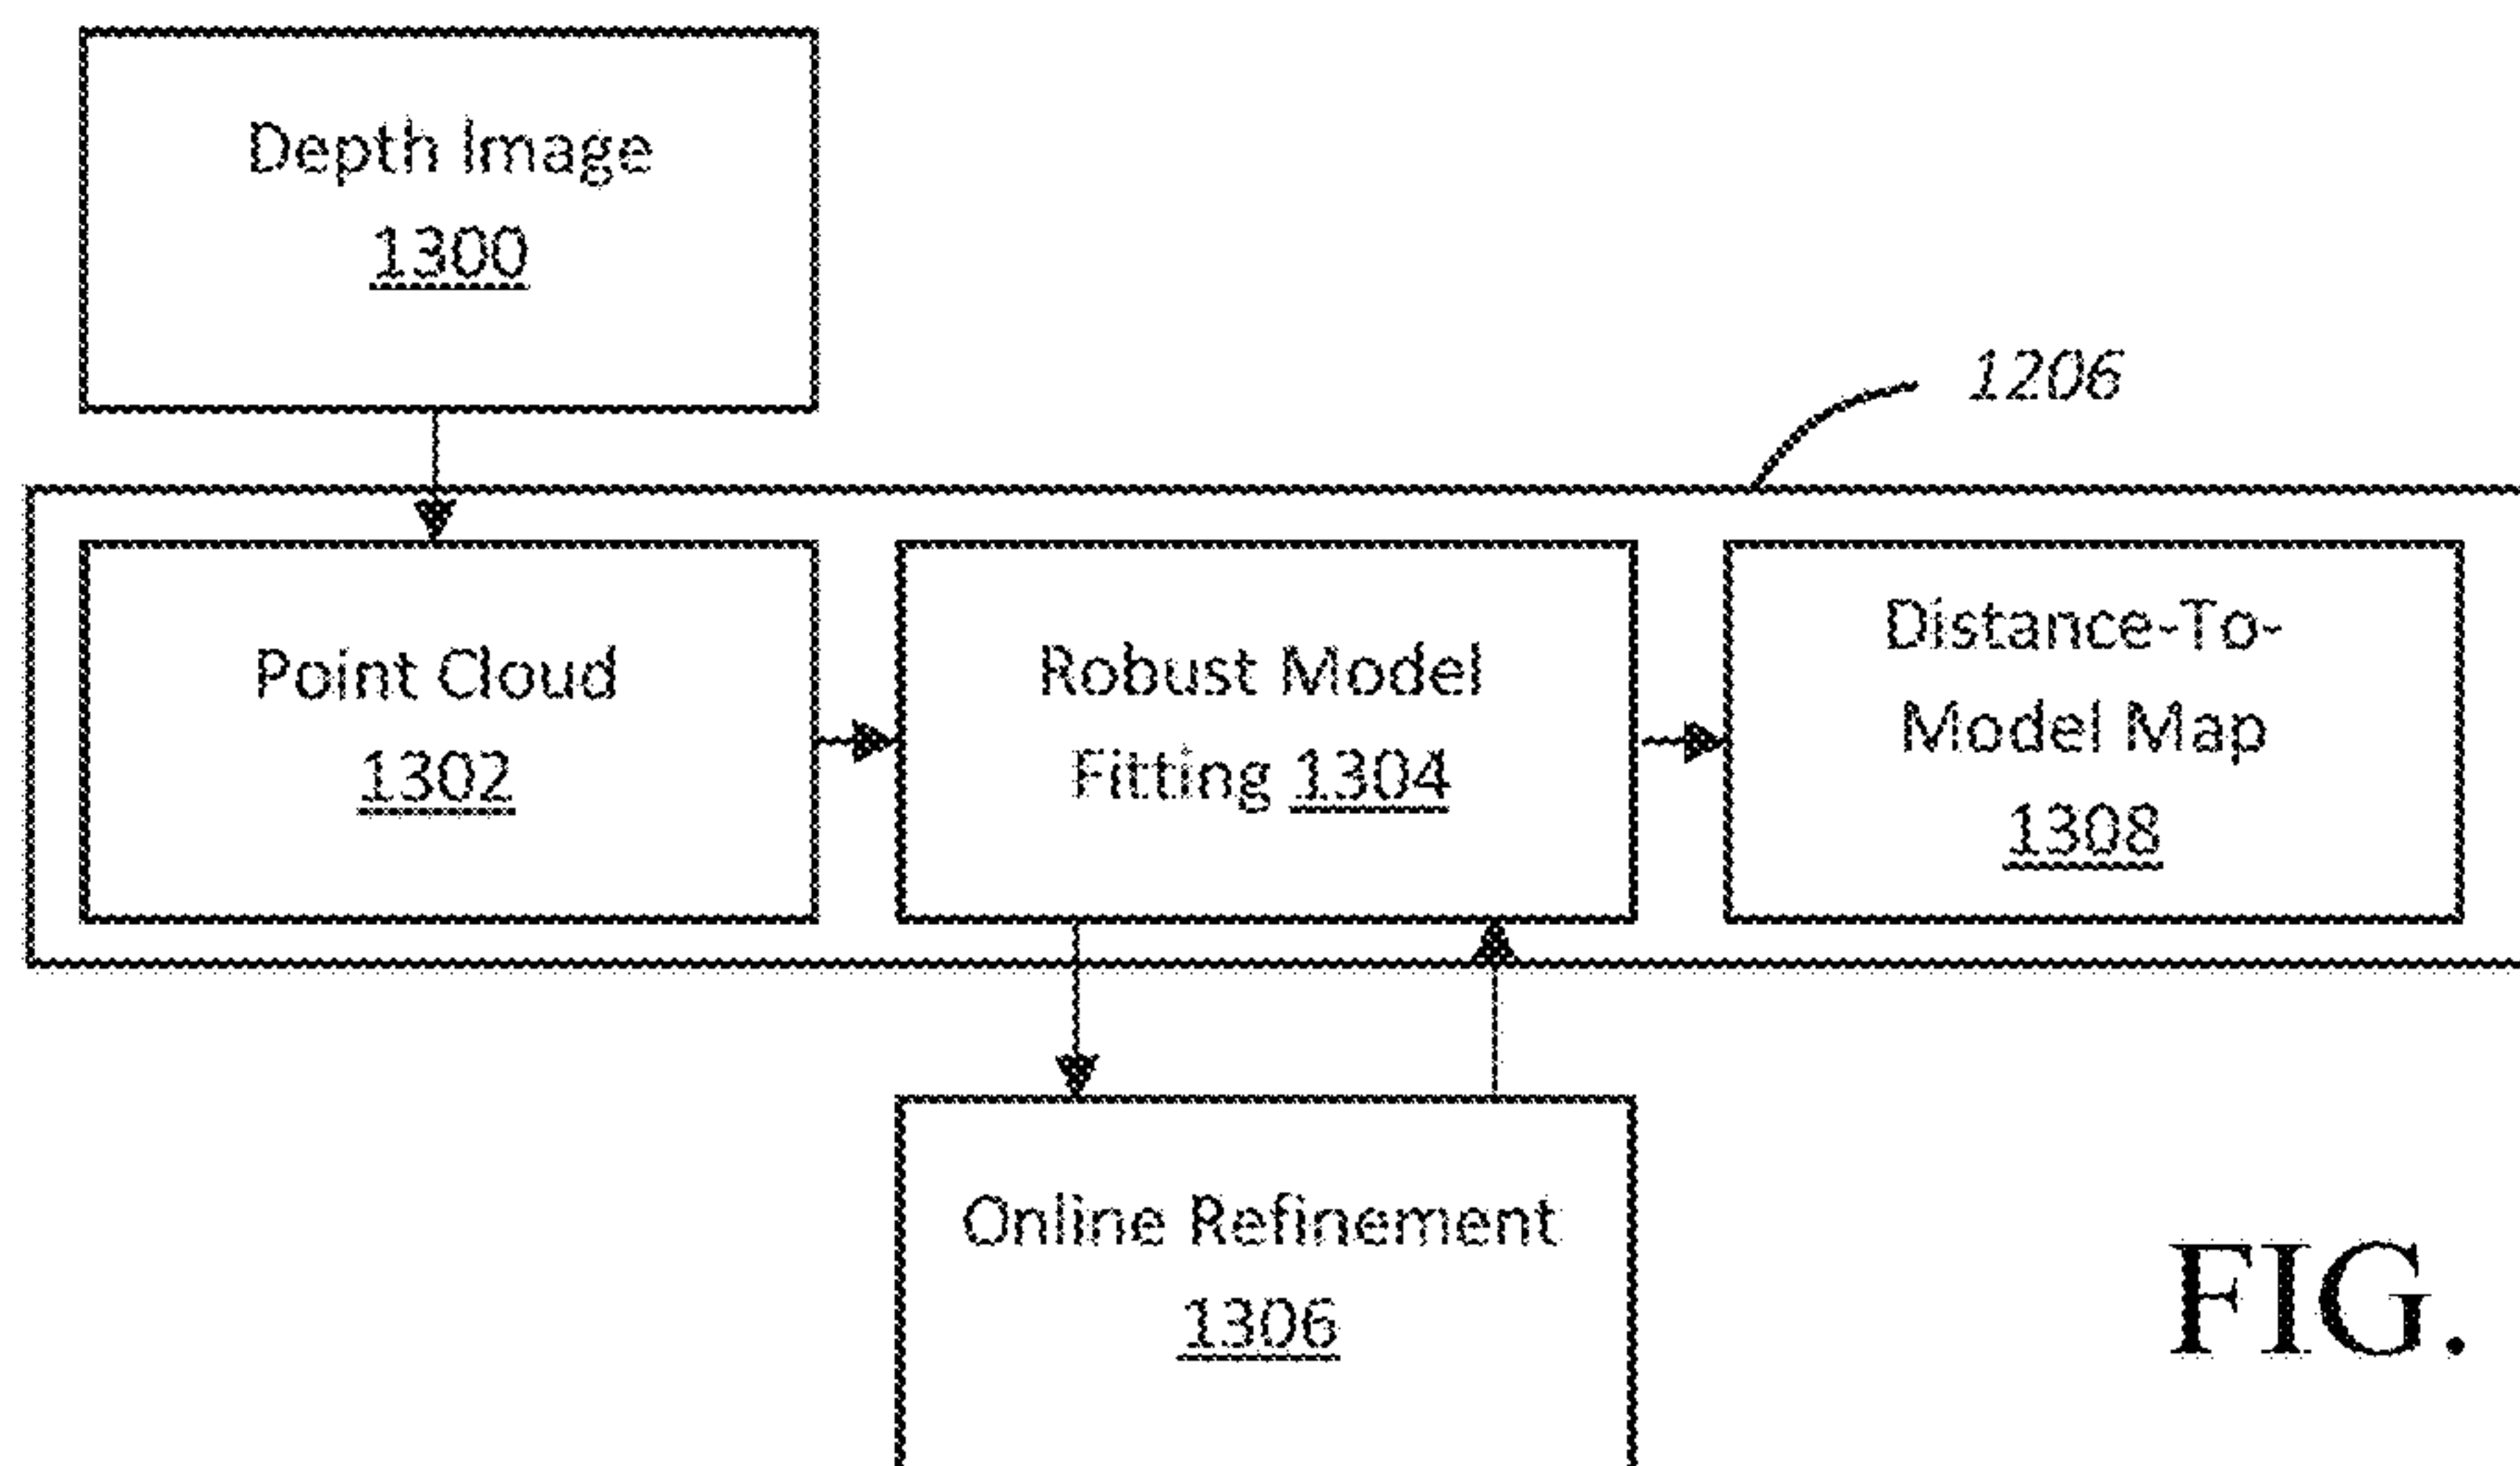 Depth Image
1300
1206
Point Cloud
1302
Robust Model
Fitting 1304
Distance-To-
Model Map
1308
Online Refinement
1306
FIG.